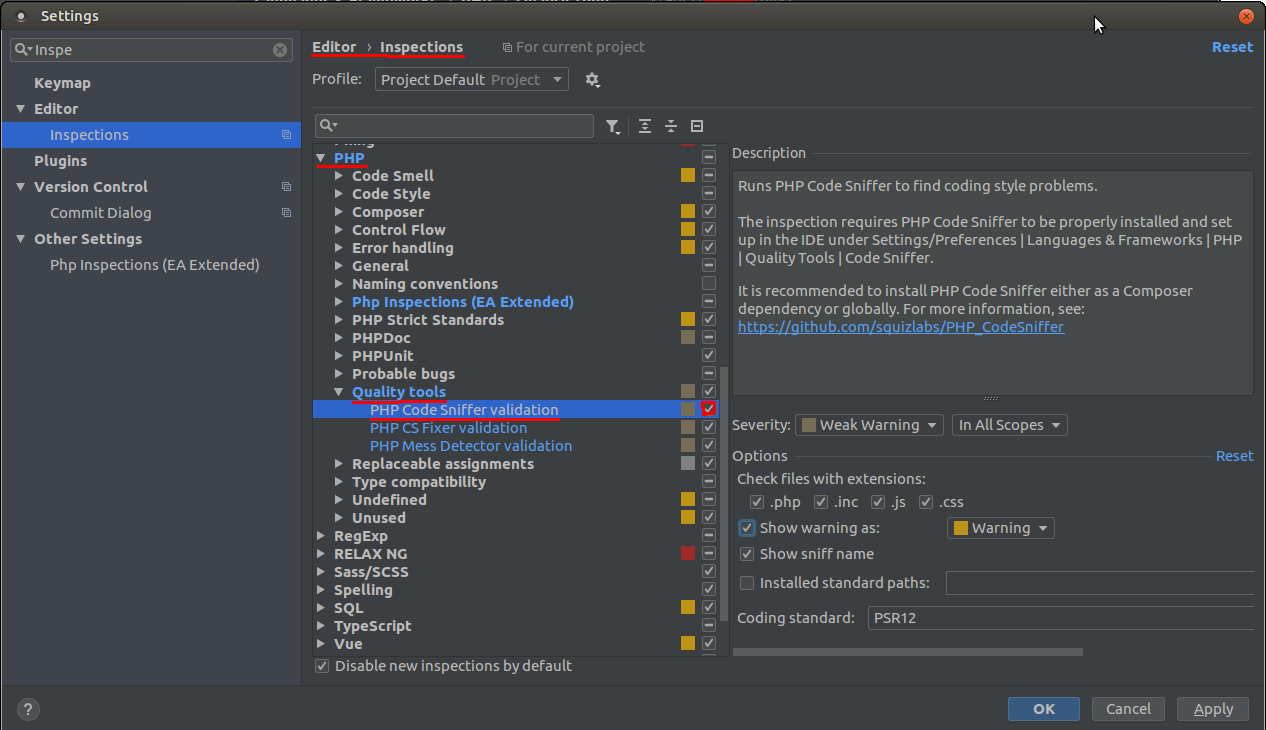 Settings
Inspe
Keymap
Editor
Inspections
Plugins
Version Control
Commit Dialog
Other Settings
Php Inspections (EA Extended)
Editor › Inspections
For current project
Reset
Profile: Project Default Project
PHP
Code Smell
Code Style
Composer
Control Flow
Error handling
General
Naming conventions
Php Inspections (EA Extended)
PHP Strict Standards
PHPDoc
PHPUnit
Probable bugs
Quality tools
PHP Code Sniffer validation
PHP CS Fixer validation
PHP Mess Detector validation
Replaceable assignments
Type compatibility
Undefined
Unused
RegExp
RELAX NG
Sass/SCSS
Spelling
SQL
TypeScript
Vue
Disable new inspections by default
Description
Runs PHP Code Sniffer to find coding style problems.
The inspection requires PHP Code Sniffer to be properly installed and set
up in the IDE under Settings/Preferences | Languages & Frameworks | PHP
| Quality Tools | Code Sniffer.
It is recommended to install PHP Code Sniffer either as a Composer
dependency or globally. For more information, see:
https://github.com/squizlabs/PHP_CodeSniffer
Severity: Weak Warning In All Scopes
Options Reset
Check files with extensions:
.php .inc .js .css
Show warning as: Warning
Show sniff name
Installed standard paths:
Coding standard: PSR12
?
OK Cancel Apply